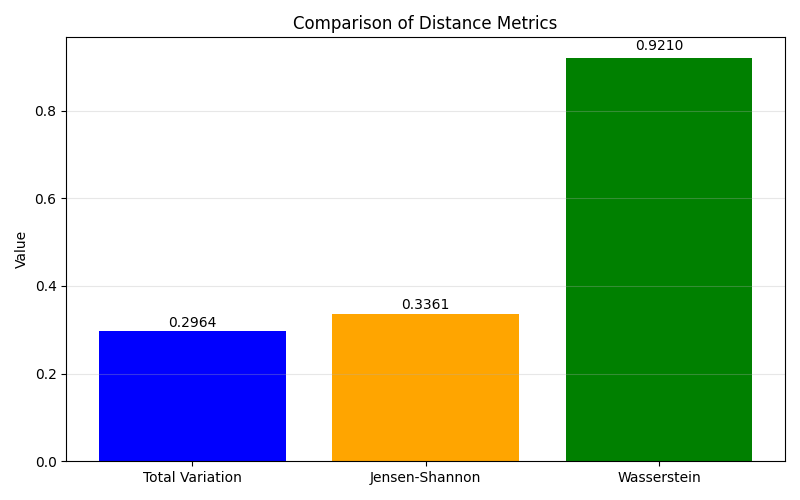 Comparison of Distance Metrics
Value
0.8
0.6
0.4
0.2
0.0
0.2964
0.3361
0.9210
Total Variation
Jensen-Shannon
Wasserstein